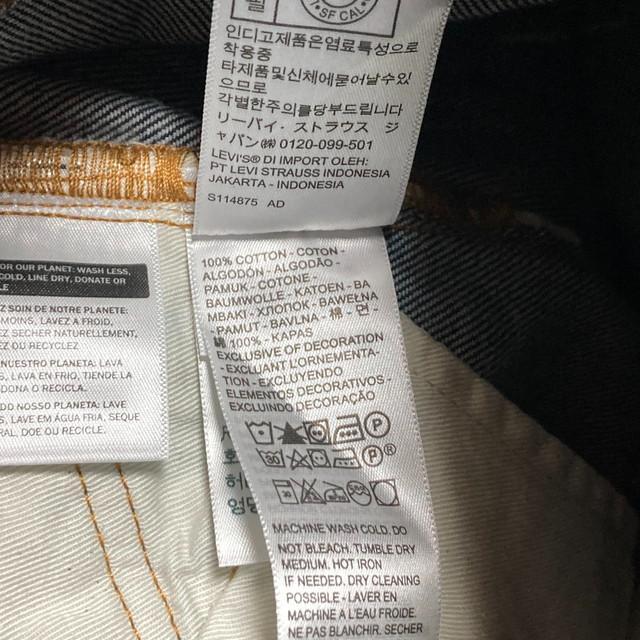 SF CAL
인디고제품은염료특성으로
착용중
타제품및신체에묻어날수있
으므로
각별한주의를당부드립니다
リーバイ・ストラウス ジ
ャパン㈱ 0120-099-501
LEVI'S® DI IMPORT OLEH:
PT LEVI STRAUSS INDONESIA
JAKARTA - INDONESIA
S114875 AD
FOR OUR PLANET: WASH LESS,
COLD, LINE DRY, DONATE OR
SOIN DE NOTRE PLANETE:
MOINS, LAVEZ A FROID,
SECHER NATURELLEMENT,
OU RECYCLEZ
NUESTRO PLANETA: LAVA
LAVA EN FRIO, TIENDE LA
DONA O RECICLA.
DO NOSSO PLANETA: LAVE
LAVE EM ÁGUA FRIA, SEQUE
DOE OU RECICLE.
100% COTTON - COTON -
ALGODÓN - ALGODÃO -
PAMUK - COTONE -
BAUMWOLLE - KATOEN - BA
MBAKI - ХЛОПОК - BAWEŁNA
- PAMUT - BAVLNA - 棉 - 면 -
綿 100% - KAPAS
EXCLUSIVE OF DECORATION
- EXCLUANT L'ORNEMENTA-
TION - EXCLUYENDO
ELEMENTOS DECORATIVOS -
EXCLUINDO DECORAÇÃO
MACHINE WASH COLD. DO
NOT BLEACH. TUMBLE DRY
MEDIUM. HOT IRON
IF NEEDED. DRY CLEANING
POSSIBLE - LAVER EN
MACHINE A L'EAU FROIDE.
NE PAS BLANCHIR. SECHER